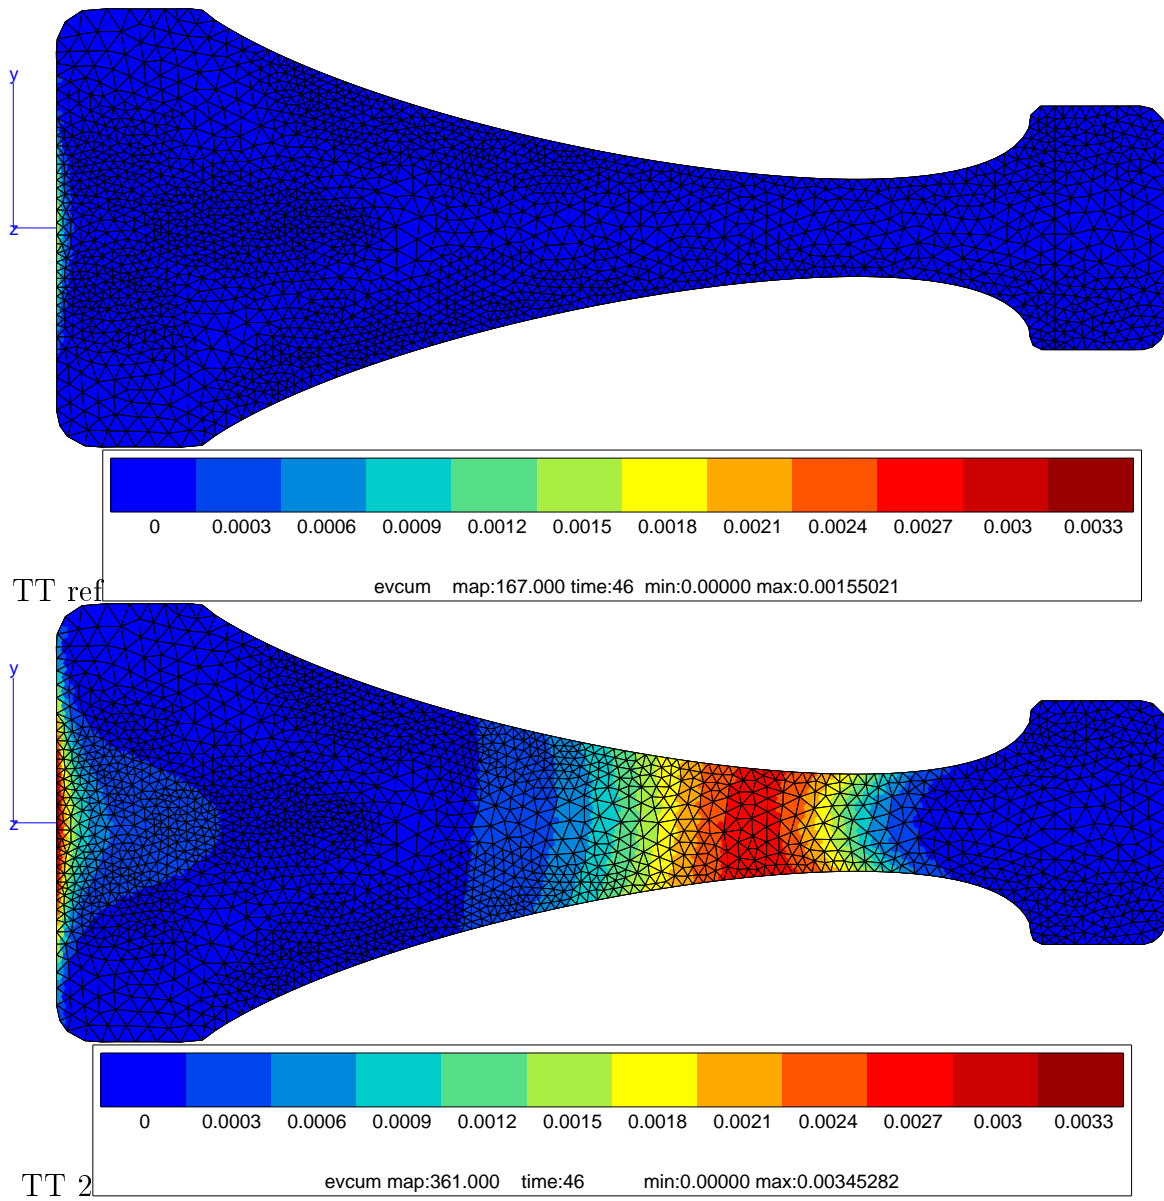 y
z
0 0.0003 0.0006 0.0009 0.0012 0.0015 0.0018 0.0021 0.0024 0.0027 0.003 0.0033
TT ref
evcum map:167.000 time:46 min:0.00000 max:0.00155021
y
z
0 0.0003 0.0006 0.0009 0.0012 0.0015 0.0018 0.0021 0.0024 0.0027 0.003 0.0033
TT 2
evcum map:361.000 time:46 min:0.00000 max:0.00345282